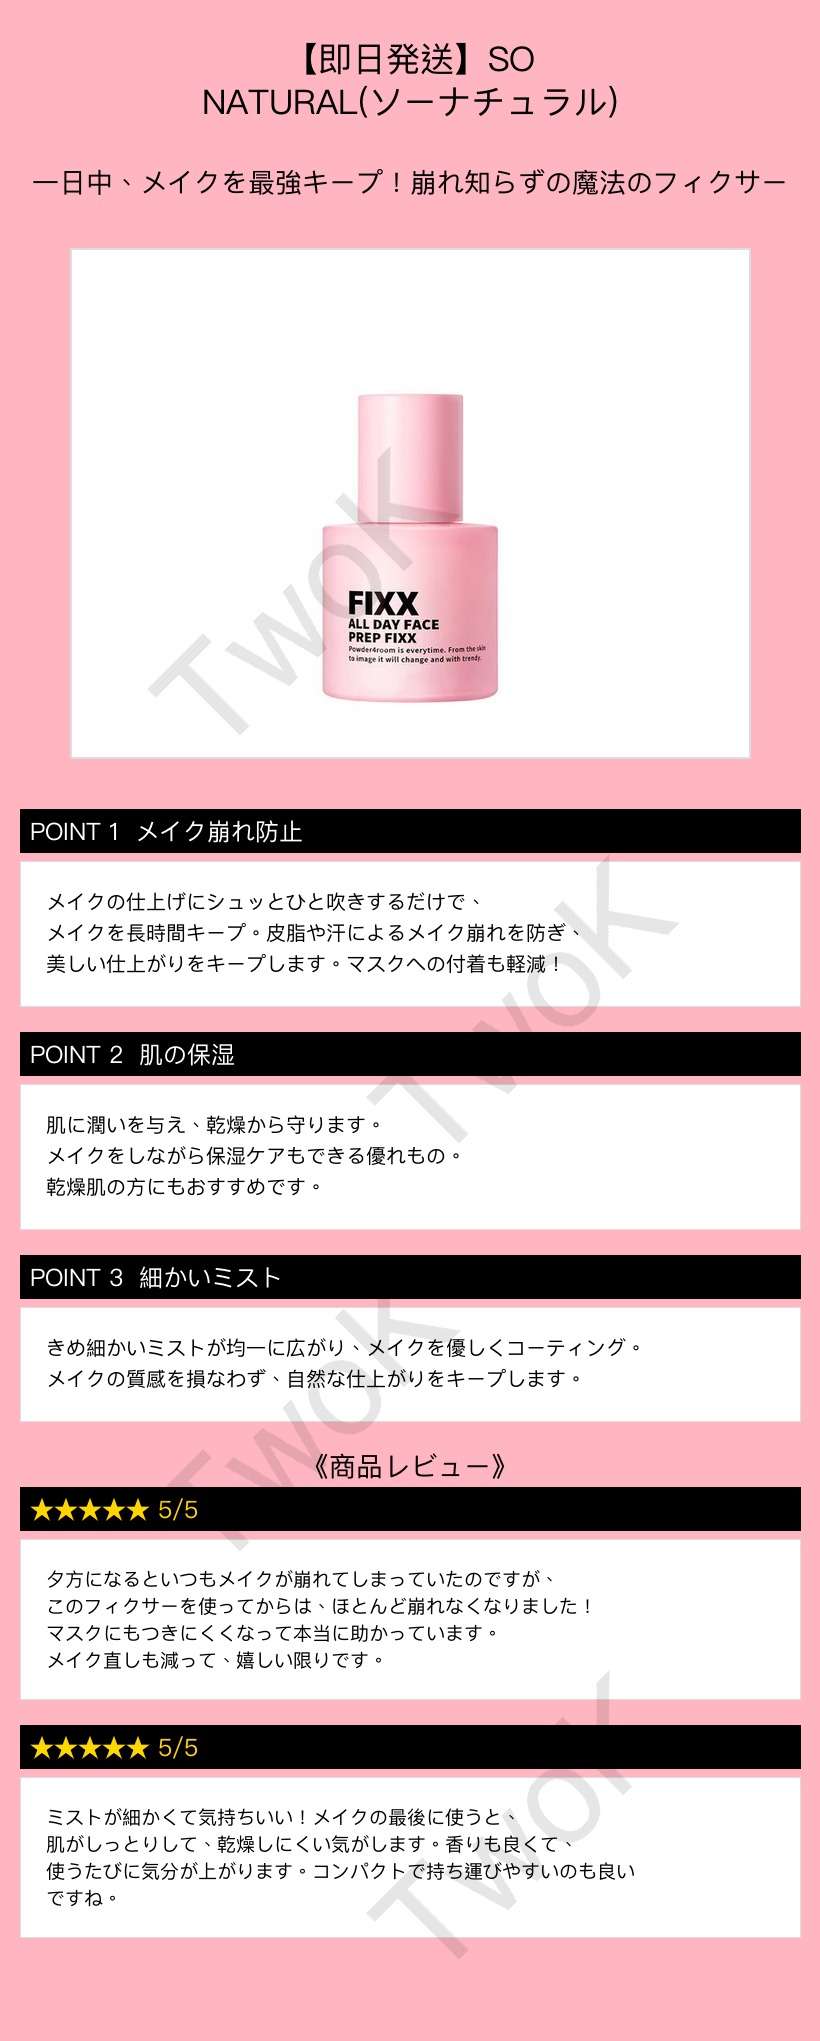 【即日発送】SO
NATURAL(ソーナチュラル)
一日中、メイクを最強キープ！崩れ知らずの魔法のフィクサー
FIXX
ALL DAY FACE
PREP FIXX
Powder4room is everytime. From the skin
to image it will change and with trendy.
TwoK
POINT 1 メイク崩れ防止
メイクの仕上げにシュッとひと吹きするだけで、
メイクを長時間キープ。皮脂や汗によるメイク崩れを防ぎ、
美しい仕上がりをキープします。マスクへの付着も軽減！
TwoK
POINT 2 肌の保湿
肌に潤いを与え、乾燥から守ります。
メイクをしながら保湿ケアもできる優れもの。
乾燥肌の方にもおすすめです。
POINT 3 細かいミスト
きめ細かいミストが均一に広がり、メイクを優しくコーティング。
メイクの質感を損なわず、自然な仕上がりをキープします。
TwoK
《商品レビュー》
★★★★★ 5/5
夕方になるといつもメイクが崩れてしまっていたのですが、
このフィクサーを使ってからは、ほとんど崩れなくなりました！
マスクにもつきにくくなって本当に助かっています。
メイク直しも減って、嬉しい限りです。
★★★★★ 5/5
ミストが細かくて気持ちいい！メイクの最後に使うと、
肌がしっとりして、乾燥しにくい気がします。香りも良くて、
使うたびに気分が上がります。コンパクトで持ち運びやすいのも良い
ですね。
TwoK